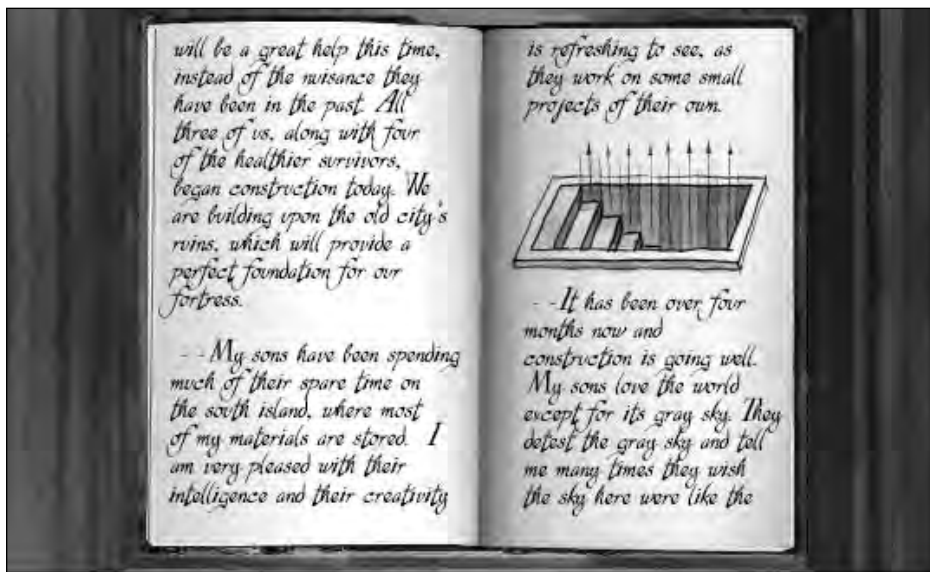 will be a great help this time,
instead of the nuisance they
have been in the past. All
three of us, along with four
of the healthier survivors,
began construction today. We
are building upon the old city's
ruins, which will provide a
perfect foundation for our
fortress.
- - My sons have been spending
much of their spare time on
the south island, where most
of my materials are stored. I
am very pleased with their
intelligence and their creativity
is refreshing to see, as
they work on some small
projects of their own.
- - It has been over four
months now and
construction is going well.
My sons love the world
except for its gray sky. They
detest the gray sky and tell
me many times they wish
the sky here were like the